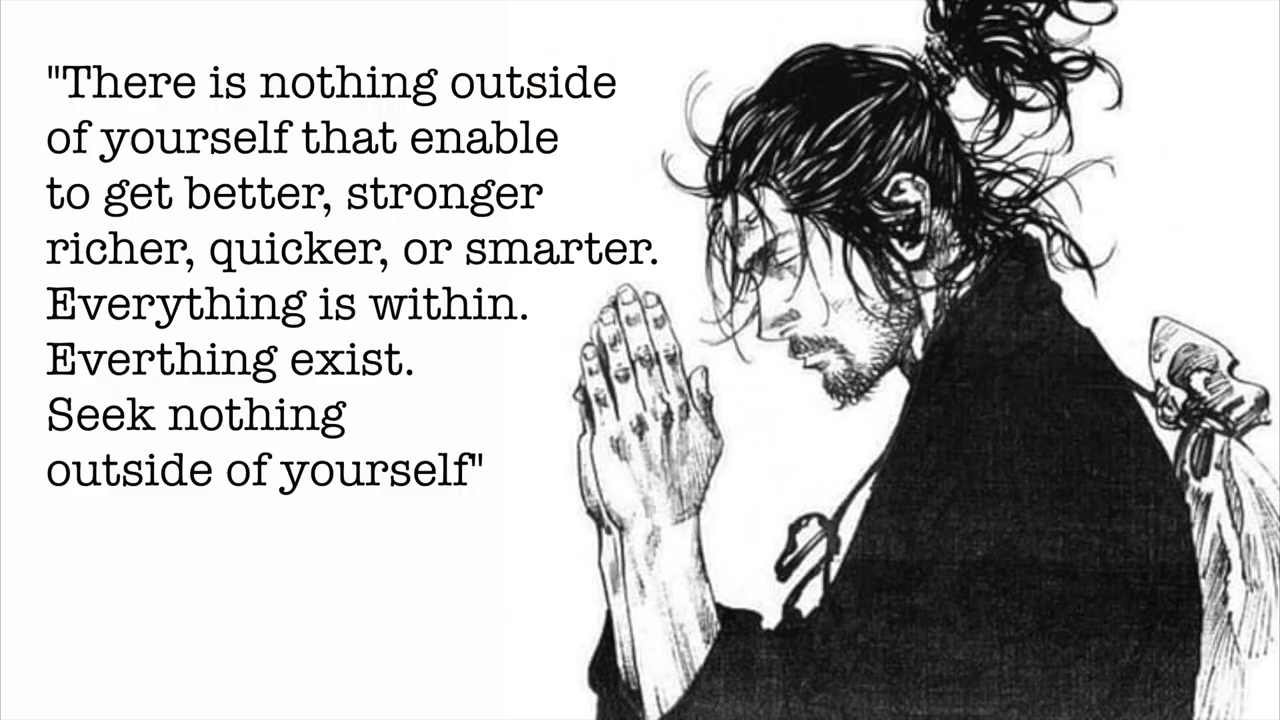 "There is nothing outside
of yourself that enable
to get better, stronger
richer, quicker, or smarter.
Everything is within.
Everthing exist.
Seek nothing
outside of yourself"